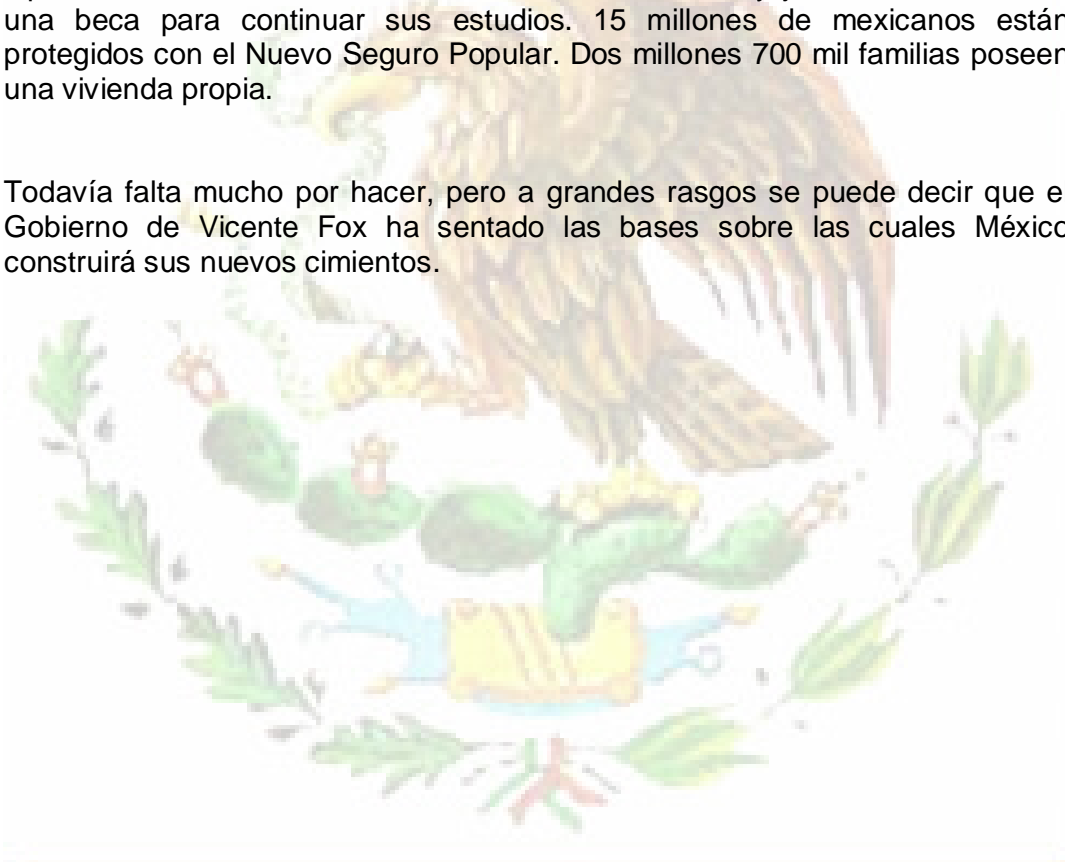 una beca para continuar sus estudios. 15 millones de mexicanos están
protegidos con el Nuevo Seguro Popular. Dos millones 700 mil familias poseen
una vivienda propia.
Todavía falta mucho por hacer, pero a grandes rasgos se puede decir que el
Gobierno de Vicente Fox ha sentado las bases sobre las cuales México
construirá sus nuevos cimientos.